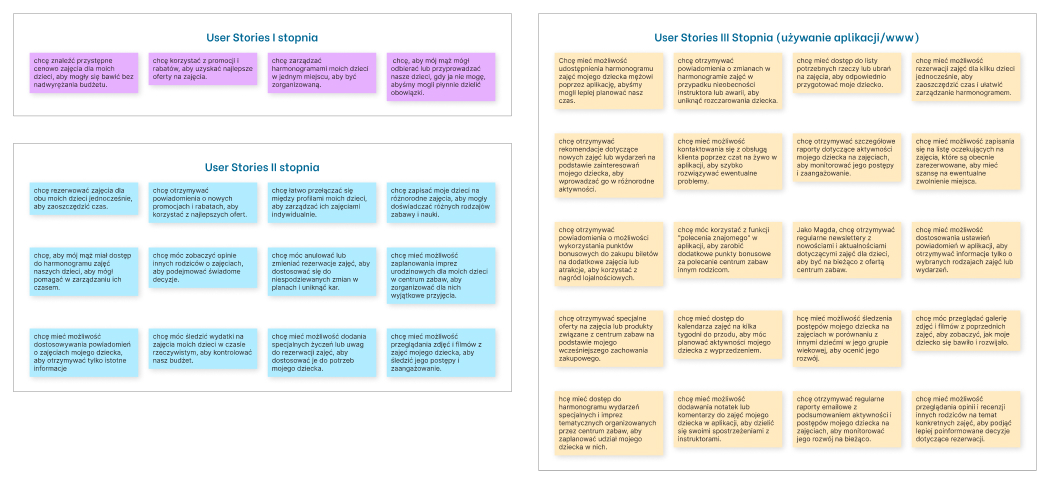 User Stories I stopnia
chcę znaleźć przystępne
cenowo zajęcia dla moich
dzieci, aby mogły się bawić bez
nadwyrężania budżetu.
chcę korzystać z promocji i
rabatów, aby uzyskać najlepsze
oferty na zajęcia.
chcę zarządzać
harmonogramami moich dzieci
w jednym miejscu, aby być
zorganizowaną.
chcę, aby mój mąż mógł
odbierać lub przyprowadzać
nasze dzieci, gdy ja nie mogę,
abyśmy mogli płynnie dzielić
obowiązki.
User Stories II stopnia
chcę rezerwować zajęcia dla
obu moich dzieci jednocześnie,
aby zaoszczędzić czas.
chcę otrzymywać
powiadomienia o nowych
promocjach i rabatach, aby
korzystać z najlepszych ofert.
chcę łatwo przełączać się
między profilami moich dzieci,
aby zarządzać ich zajęciami
indywidualnie.
chcę zapisać moje dzieci na
różnorodne zajęcia, aby mogły
doświadczać różnych rodzajów
zabawy i nauki.
chcę, aby mój mąż miał dostęp
do harmonogramu zajęć
naszych dzieci, aby mógł
pomagać w zarządzaniu ich
czasem.
chcę móc zobaczyć opinie
innych rodziców o zajęciach,
aby podejmować świadome
decyzje.
chcę móc anulować lub
zmieniać rezerwacje zajęć, aby
dostosować się do
niespodziewanych zmian w
planach i uniknąć kar.
chcę mieć możliwość
zaplanowania imprez
urodzinowych dla moich dzieci
w centrum zabaw, aby
zorganizować dla nich
wyjątkowe przyjęcia.
chcę mieć możliwość
dostosowywania powiadomień
o zajęciach mojego dziecka,
aby otrzymywać tylko istotne
informacje
chcę móc śledzić wydatki na
zajęcia moich dzieci w czasie
rzeczywistym, aby kontrolować
nasz budżet.
chcę mieć możliwość dodania
specjalnych życzeń lub uwag
do rezerwacji zajęć, aby
dostosować je do potrzeb
mojego dziecka.
chcę mieć możliwość
przeglądania zdjęć i filmów z
zajęć mojego dziecka, aby
śledzić jego postępy i
zaangażowanie.
User Stories III Stopnia (używanie aplikacji/www)
Chcę mieć możliwość
udostępnienia harmonogramu
zajęć mojego dziecka mężowi
poprzez aplikację, abyśmy
mogli lepiej planować nasz
czas.
chcę otrzymywać
powiadomienia o zmianach w
harmonogramie zajęć w
przypadku nieobecności
instruktora lub awarii, aby
uniknąć rozczarowania dziecka.
chcę mieć dostęp do listy
potrzebnych rzeczy lub ubrań
na zajęcia, aby odpowiednio
przygotować moje dziecko.
chcę mieć możliwość
rezerwacji zajęć dla kilku dzieci
jednocześnie, aby
zaoszczędzić czas i ułatwić
zarządzanie harmonogramem.
chcę otrzymywać
rekomendacje dotyczące
nowych zajęć lub wydarzeń na
podstawie zainteresowań
mojego dziecka, aby
wprowadzać go w różnorodne
aktywności.
chcę mieć możliwość
kontaktowania się z obsługą
klienta poprzez czat na żywo w
aplikacji, aby szybko
rozwiązywać ewentualne
problemy.
chcę otrzymywać szczegółowe
raporty dotyczące aktywności
mojego dziecka na zajęciach,
aby monitorować jego postępy
i zaangażowanie.
chcę mieć możliwość zapisania
się na listę oczekujących na
zajęcia, które są obecnie
zarezerwowane, aby mieć
szansę na ewentualne
zwolnienie miejsca.
chcę otrzymywać
powiadomienia o możliwości
wykorzystania punktów
bonusowych do zakupu biletów
na dodatkowe zajęcia lub
atrakcje, aby korzystać z
nagród lojalnościowych.
chcę móc korzystać z funkcji
"polecenia znajomego" w
aplikacji, aby zarobić
dodatkowe punkty bonusowe
za polecanie centrum zabaw
innym rodzicom.
Jako Magda, chcę otrzymywać
regularne newslettery z
nowościami i aktualnościami
dotyczącymi zajęć dla dzieci,
aby być na bieżąco z ofertą
centrum zabaw.
chcę mieć możliwość
dostosowania ustawień
powiadomień w aplikacji, aby
otrzymywać informacje tylko o
wybranych rodzajach zajęć lub
wydarzeń.
chcę otrzymywać specjalne
oferty na zajęcia lub produkty
związane z centrum zabaw na
podstawie mojego
wcześniejszego zachowania
zakupowego.
chcę mieć dostęp do
kalendarza zajęć na kilka
tygodni do przodu, aby móc
planować aktywności mojego
dziecka z wyprzedzeniem.
hcę mieć możliwość śledzenia
postępów mojego dziecka na
zajęciach w porównaniu z
innymi dziećmi w jego grupie
wiekowej, aby ocenić jego
rozwój.
chcę móc przeglądać galerię
zdjęć i filmów z poprzednich
zajęć, aby zobaczyć, jak moje
dziecko się bawiło i rozwijało.
hcę mieć dostęp do
harmonogramu wydarzeń
specjalnych i imprez
tematycznych organizowanych
przez centrum zabaw, aby
zaplanować udział mojego
dziecka w nich.
chcę mieć możliwość
dodawania notatek lub
komentarzy do zajęć mojego
dziecka w aplikacji, aby dzielić
się swoimi spostrzeżeniami z
instruktorami.
chcę otrzymywać regularne
raporty emailowe z
podsumowaniem aktywności i
postępów mojego dziecka na
zajęciach, aby monitorować
jego rozwój na bieżąco.
chcę mieć możliwość
przeglądania opinii i recenzji
innych rodziców na temat
konkretnych zajęć, aby podjąć
lepiej poinformowane decyzje
dotyczące rezerwacji.